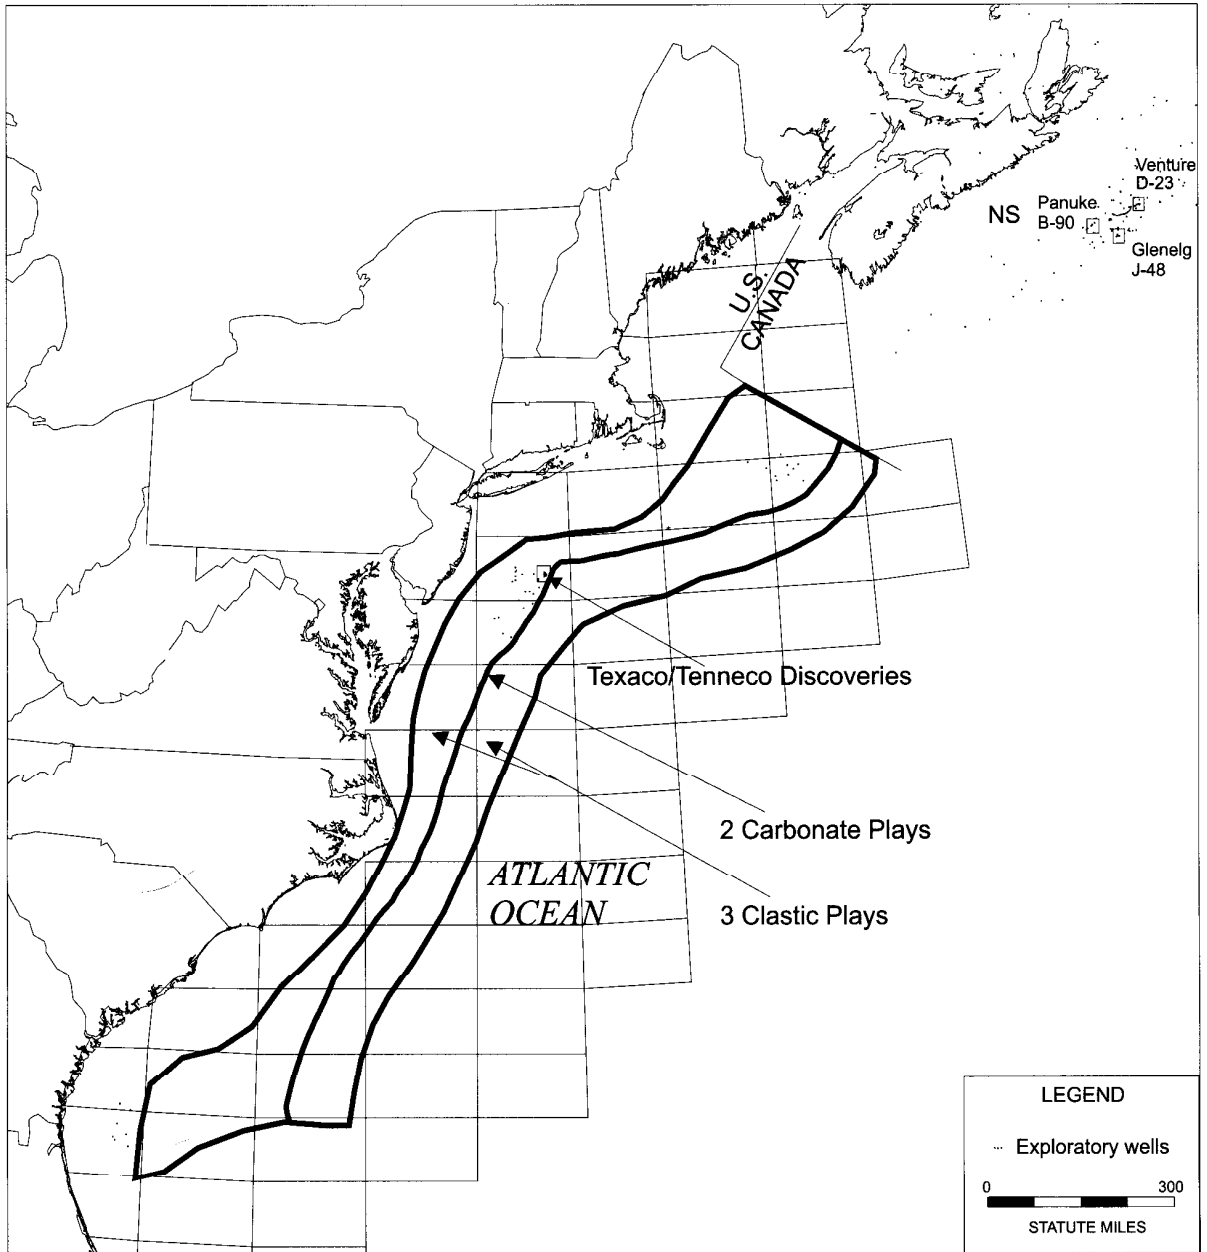 Venture
D-23
NS
Panuke
B-90
Glenelg
J-48
U.S.
CANADA
Texaco/Tenneco Discoveries
2 Carbonate Plays
ATLANTIC
OCEAN
3 Clastic Plays
LEGEND
Exploratory wells
0 300
STATUTE MILES